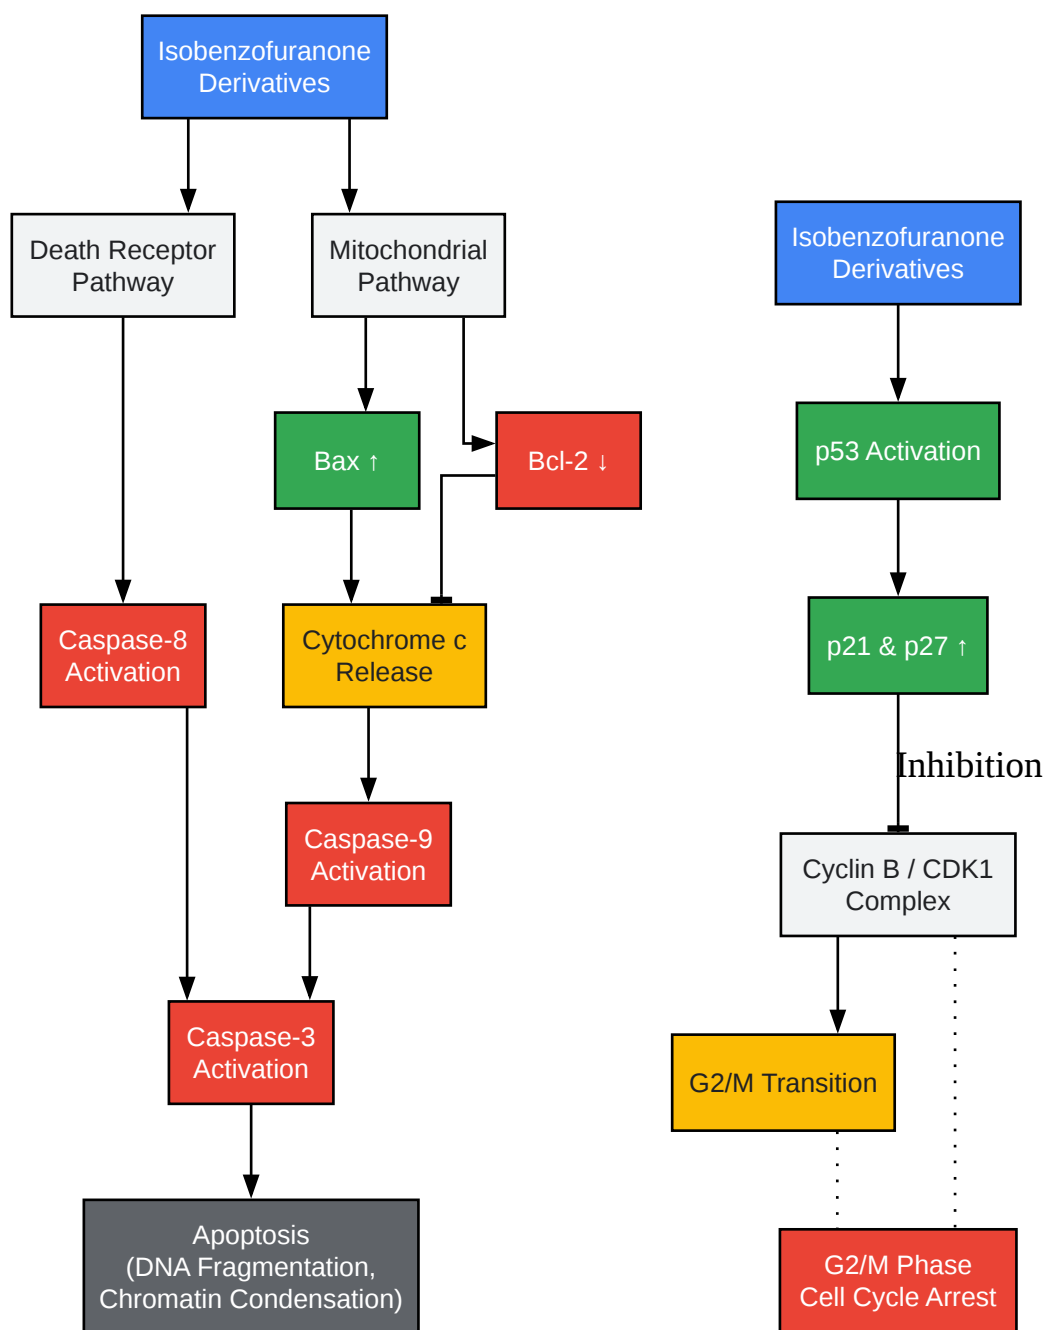 Isobenzofuranone
Derivatives
Death Receptor
Pathway
Mitochondrial
Pathway
Bax ↑
Bcl-2 ↓
Caspase-8
Activation
Cytochrome c
Release
Caspase-9
Activation
Caspase-3
Activation
Apoptosis
(DNA Fragmentation,
Chromatin Condensation)
Isobenzofuranone
Derivatives
p53 Activation
p21 & p27 ↑
Inhibition
Cyclin B / CDK1
Complex
G2/M Transition
G2/M Phase
Cell Cycle Arrest